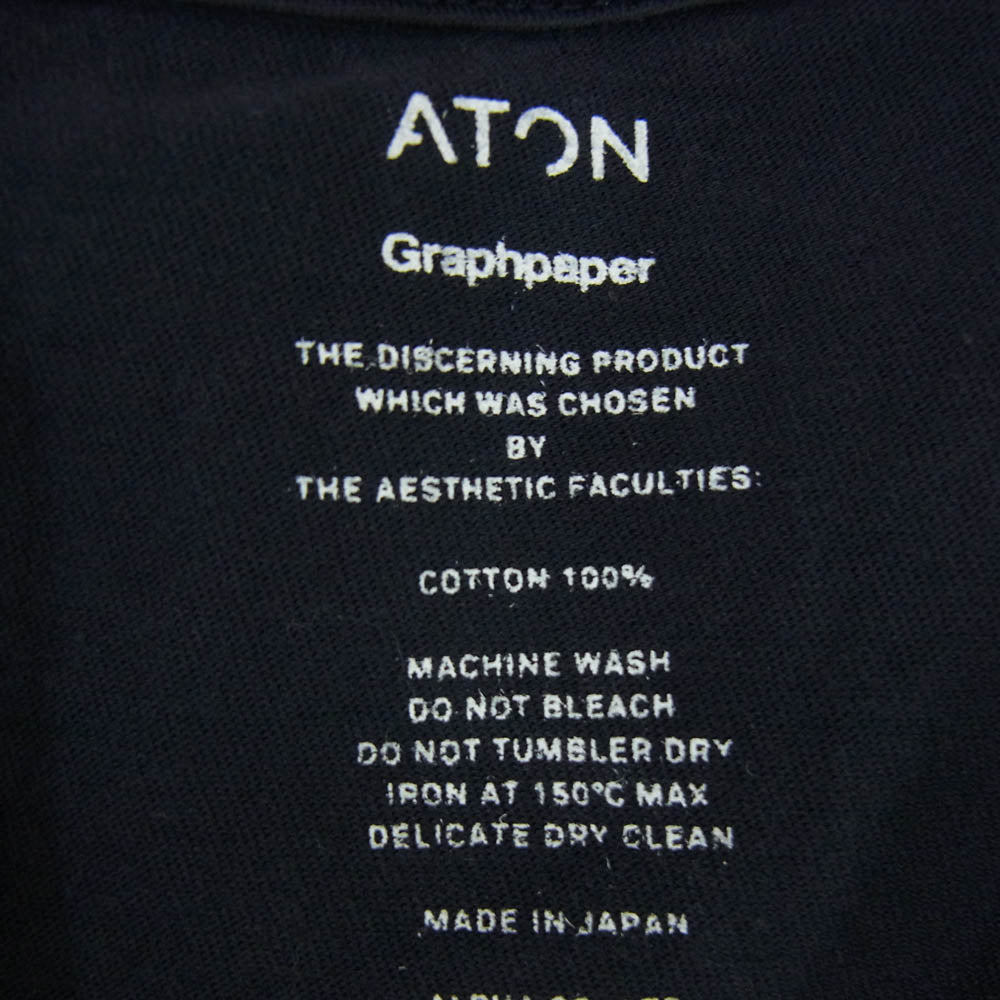 ATON
Graphpaper
THE DISCERNING PRODUCT
WHICH WAS CHOSEN
BY
THE AESTHETIC FACULTIES:
COTTON 100%
MACHINE WASH
DO NOT BLEACH
DO NOT TUMBLER DRY
IRON AT 150°C MAX
DELICATE DRY CLEAN
MADE IN JAPAN